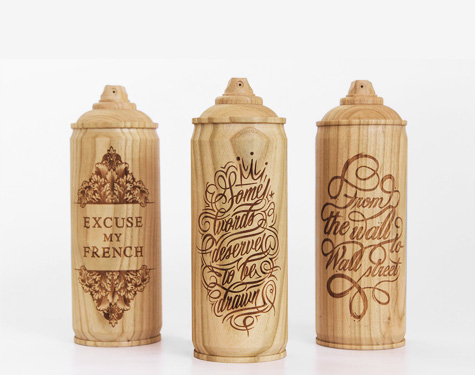 EXCUSE
MY
FRENCH
Some
words
deserve
to be
drawn
From
the wall
to
Wall
street